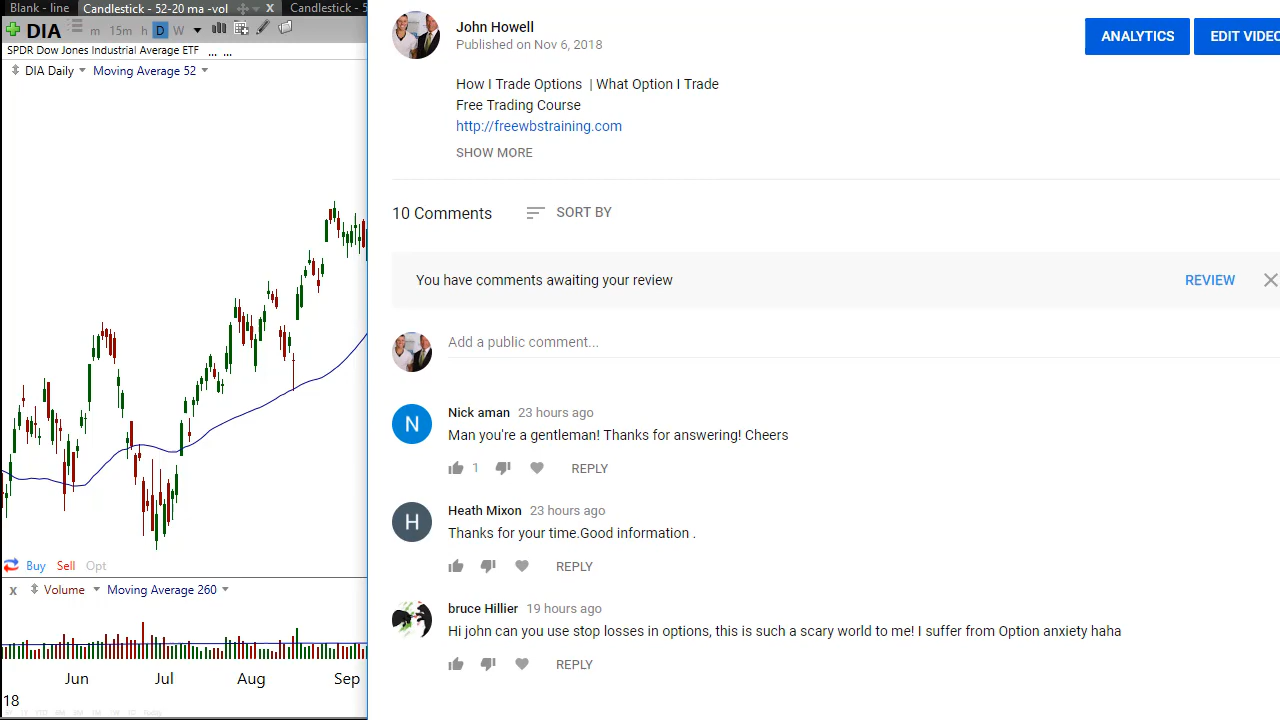 Blank - line
Candlestick - 52-20 ma -vol
X
Candlestick - 5
DIA
m 15m h D W
SPDR Dow Jones Industrial Average ETF ... ...
DIA Daily Moving Average 52
Buy Sell Opt
x Volume Moving Average 260
Jun Jul Aug Sep
18
John Howell
Published on Nov 6, 2018
ANALYTICS
EDIT VIDEO
How I Trade Options | What Option I Trade
Free Trading Course
http://freewbstraining.com
SHOW MORE
10 Comments
SORT BY
You have comments awaiting your review
REVIEW
Add a public comment...
N
Nick aman 23 hours ago
Man you're a gentleman! Thanks for answering! Cheers
1 REPLY
H
Heath Mixon 23 hours ago
Thanks for your time.Good information .
REPLY
bruce Hillier 19 hours ago
Hi john can you use stop losses in options, this is such a scary world to me! I suffer from Option anxiety haha
REPLY